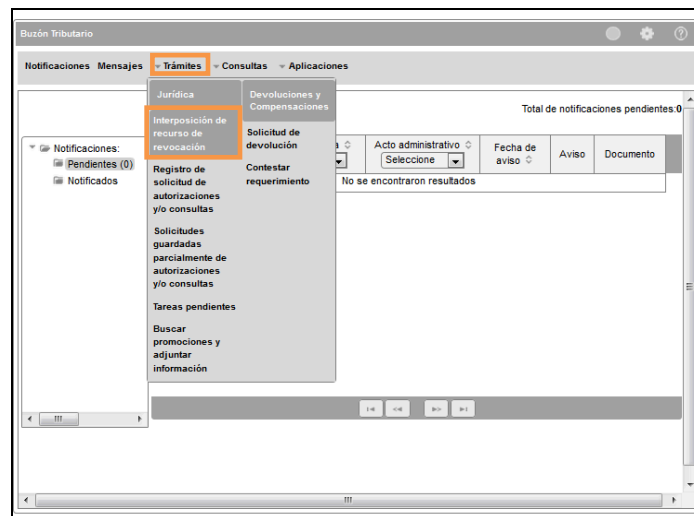 Buzón Tributario
Notificaciones Mensajes Trámites Consultas Aplicaciones
Jurídica
Interposición de
recurso de
revocación
Registro de
solicitud de
autorizaciones
y/o consultas
Solicitudes
guardadas
parcialmente de
autorizaciones
y/o consultas
Tareas pendientes
Buscar
promociones y
adjuntar
información
Devoluciones y
Compensaciones
Solicitud de
devolución
Contestar
requerimiento
Total de notificaciones pendientes:0
Notificaciones:
Pendientes (0)
Notificados
Acto administrativo
Seleccione
Fecha de
aviso
Aviso
Documento
No se encontraron resultados